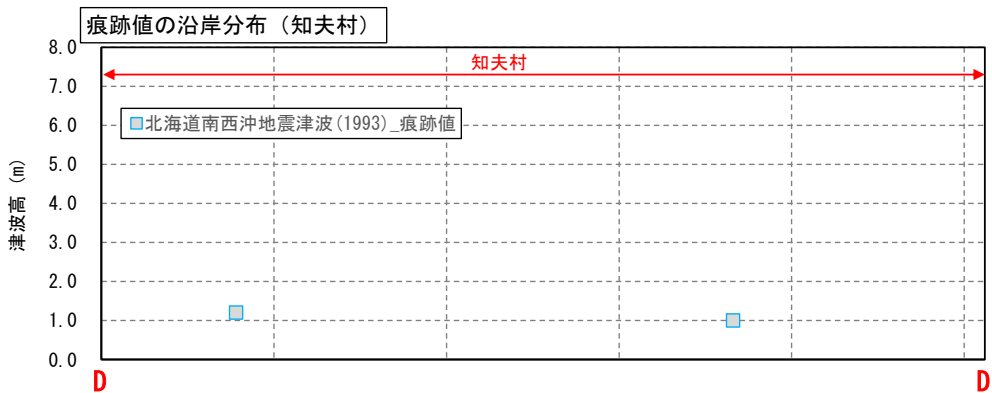 痕跡値の沿岸分布（知夫村）
8.0
知夫村
7.0
北海道南西沖地震津波(1993)_痕跡値
6.0
5.0
4.0
3.0
2.0
1.0
0.0
津波高 (m)
D
D